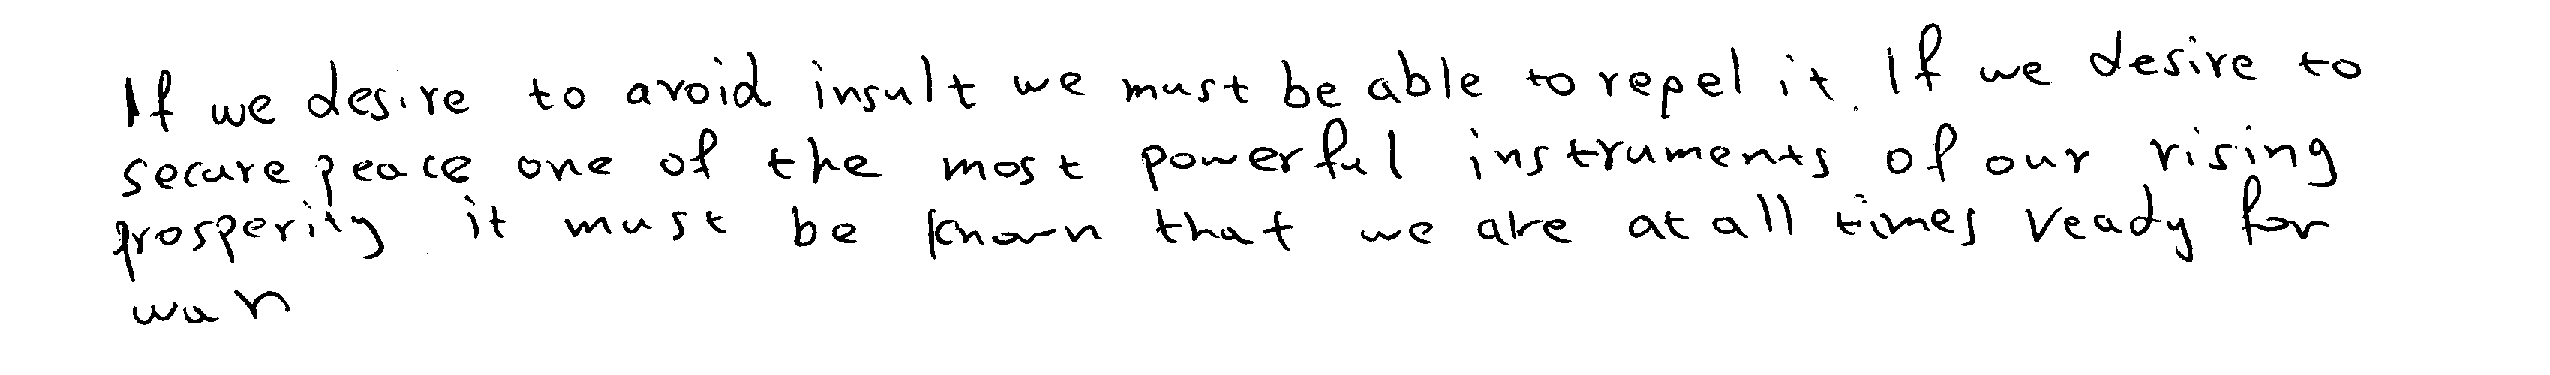 If we desire to avoid insult we must be able to repel it. If we desire to
secure peace one of the most powerful instruments of our rising
prosperity it must be known that we are at all times ready for
war